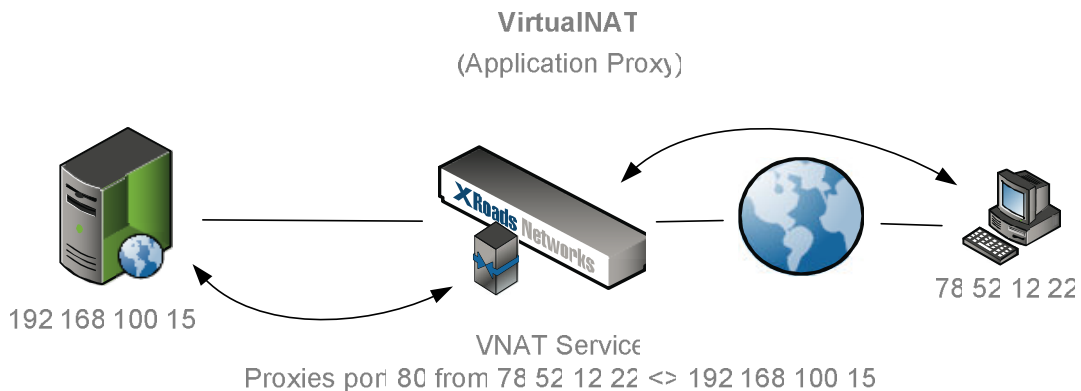 VirtualNAT
(Application Proxy)
XRoads Networks
192 168 100 15
78 52 12 22
VNAT Service
Proxies port 80 from 78 52 12 22 <> 192 168 100 15